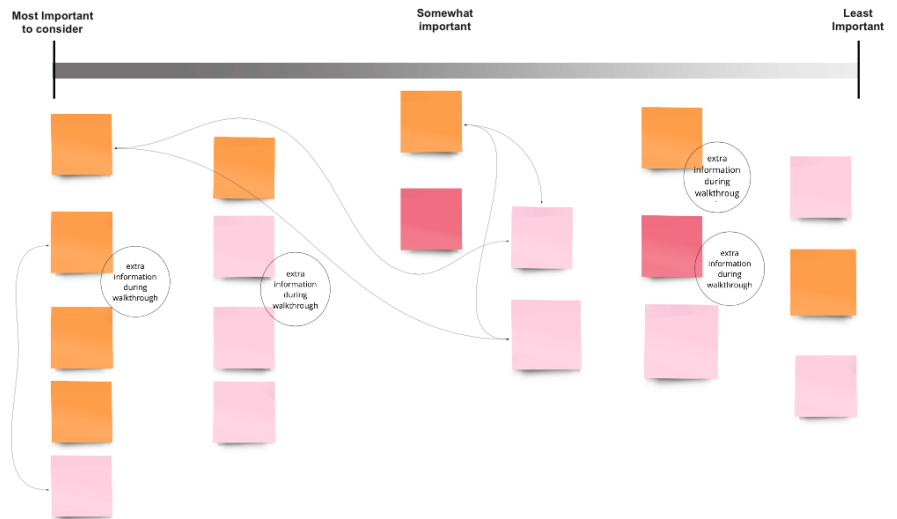 Most Important
to consider
Somewhat
important
Least
Important
extra
information
during
walkthroug
extra
information
during
walkthrough
extra
information
during
walkthrough
extra
information
during
walkthrough